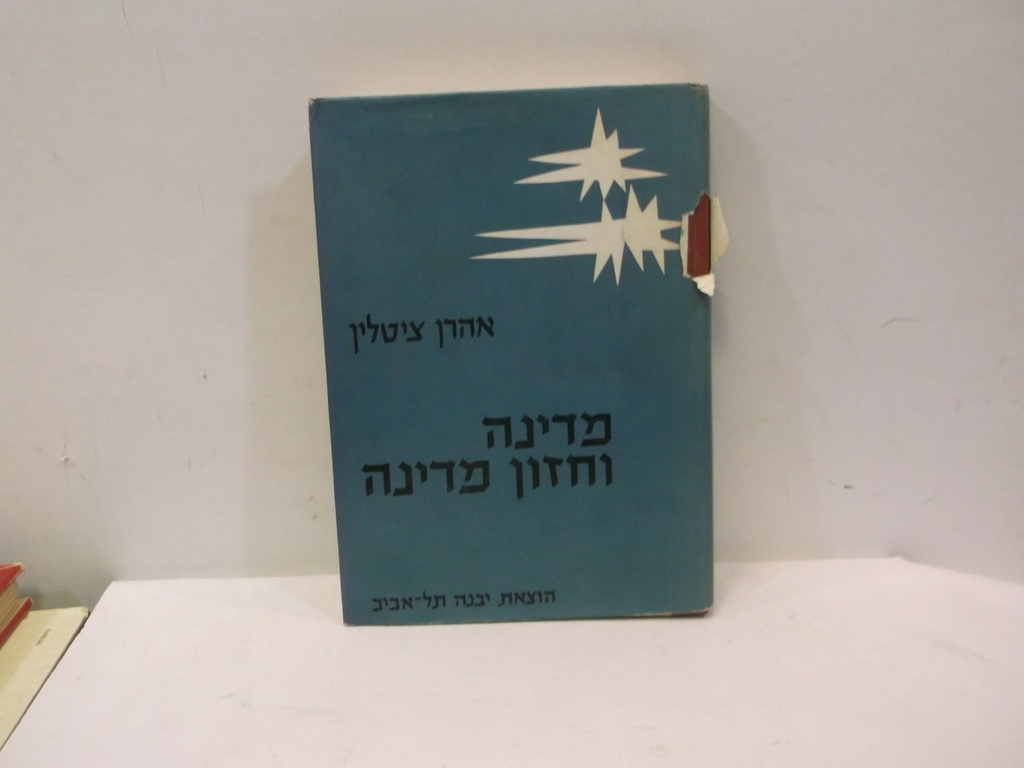 אהרן ציטלין
מדינה
וחזון מדינה
הוצאת יבנה תל-אביב